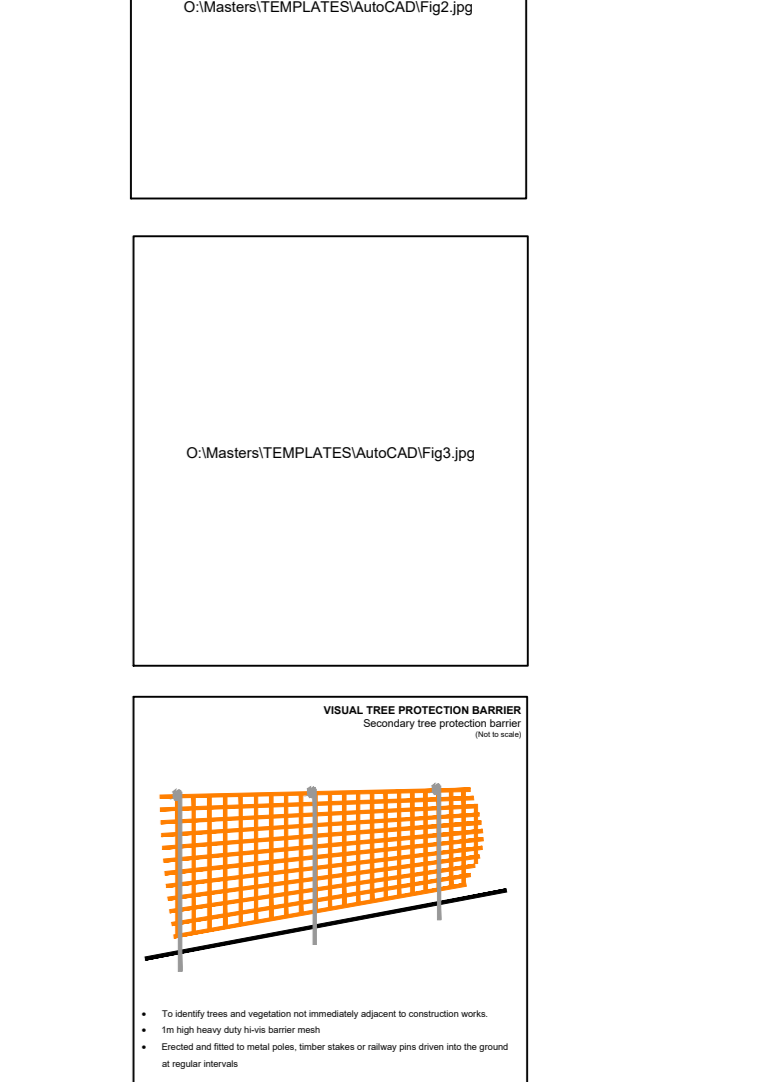 O:\Masters\TEMPLATES\AutoCAD\Fig2.jpg
O:\Masters\TEMPLATES\AutoCAD\Fig3.jpg
VISUAL TREE PROTECTION BARRIER
Secondary tree protection barrier
(Not to scale)
• To identify trees and vegetation not immediately adjacent to construction works.
• 1m high heavy duty hi-vis barrier mesh
• Erected and fitted to metal poles, timber stakes or railway pins driven into the ground
at regular intervals